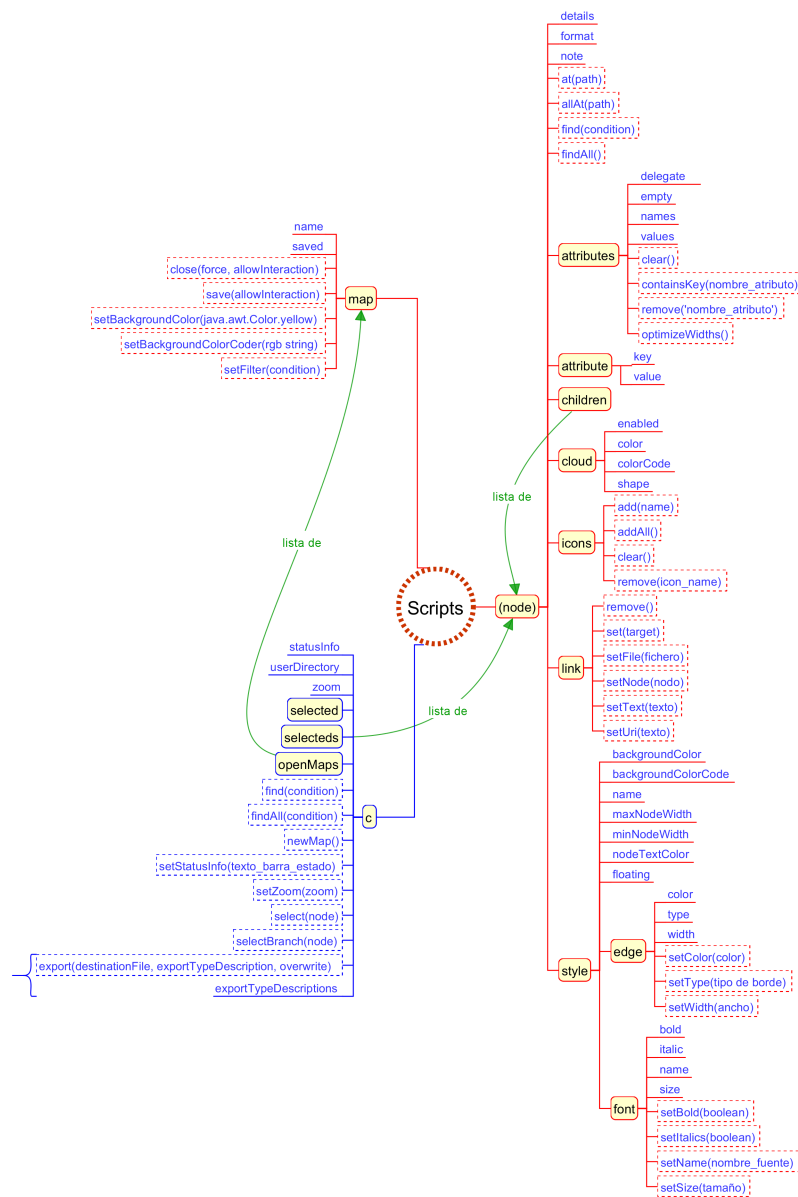 Scripts
map
name
saved
close(force, allowInteraction)
save(allowInteraction)
setBackgroundColor(java.awt.Color.yellow)
setBackgroundColorCoder(rgb string)
setFilter(condition)
lista de
c
statusInfo
userDirectory
zoom
selected
selecteds
openMaps
find(condition)
findAll(condition)
newMap()
setStatusInfo(texto_barra_estado)
setZoom(zoom)
select(node)
selectBranch(node)
export(destinationFile, exportTypeDescription, overwrite)
exportTypeDescriptions
lista de
lista de
(node)
details
format
note
at(path)
allAt(path)
find(condition)
findAll()
attributes
delegate
empty
names
values
clear()
containsKey(nombre_atributo)
remove('nombre_atributo')
optimizeWidths()
attribute
key
value
children
cloud
enabled
color
colorCode
shape
icons
add(name)
addAll()
clear()
remove(icon_name)
link
remove()
set(target)
setFile(fichero)
setNode(nodo)
setText(texto)
setUri(texto)
style
backgroundColor
backgroundColorCode
name
maxNodeWidth
minNodeWidth
nodeTextColor
floating
edge
color
type
width
setColor(color)
setType(tipo de borde)
setWidth(ancho)
font
bold
italic
name
size
setBold(boolean)
setItalics(boolean)
setName(nombre_fuente)
setSize(tamaño)